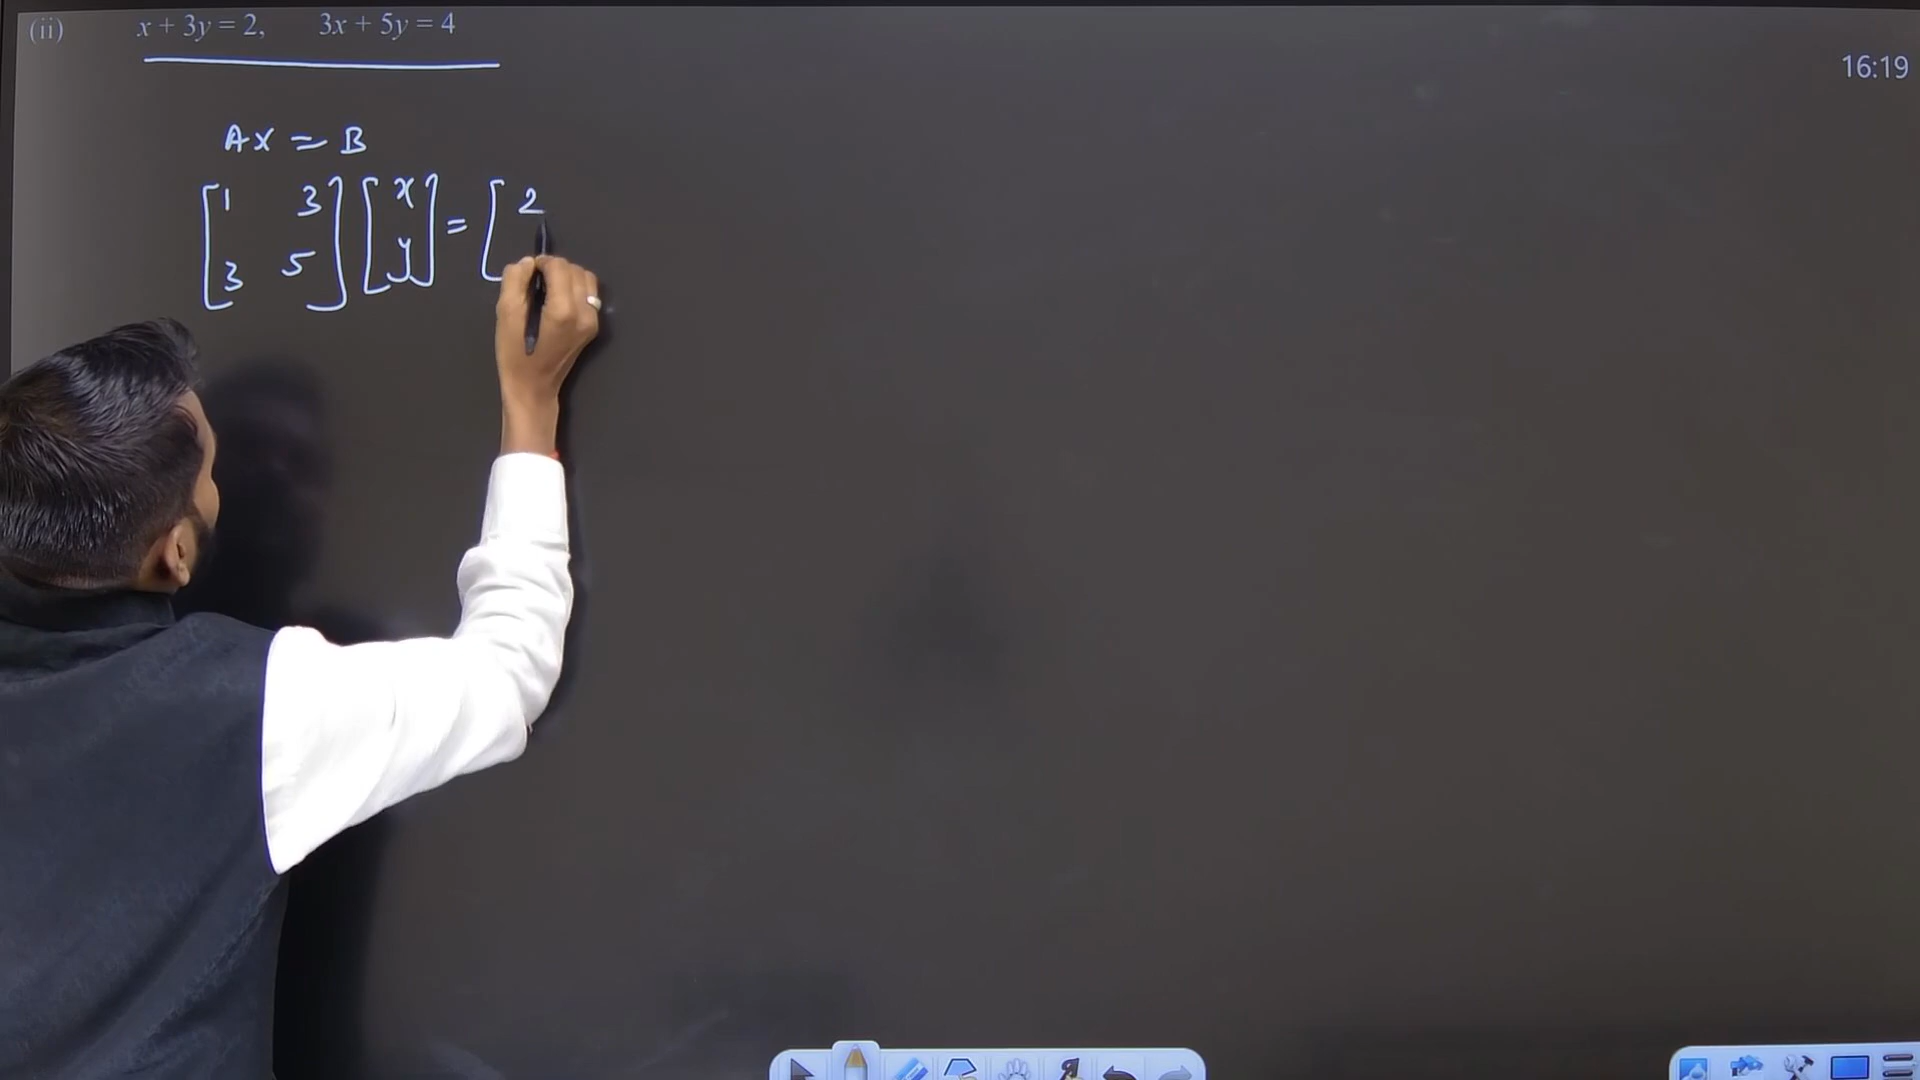 (ii) x + 3y = 2, 3x + 5y = 4
16:19
AX = B
[1 3
3 5] [x
y] = [2